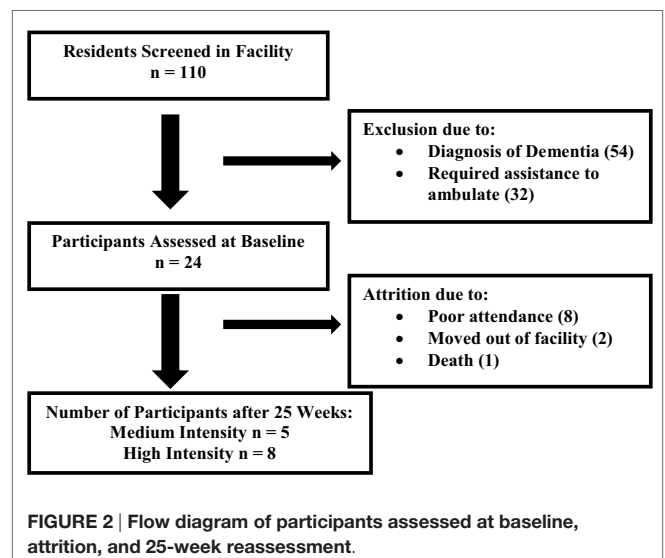 Residents Screened in Facility
n = 110
Exclusion due to:
• Diagnosis of Dementia (54)
• Required assistance to
ambulate (32)
Participants Assessed at Baseline
n = 24
Attrition due to:
• Poor attendance (8)
• Moved out of facility (2)
• Death (1)
Number of Participants after 25 Weeks:
Medium Intensity n = 5
High Intensity n = 8
FIGURE 2 | Flow diagram of participants assessed at baseline,
attrition, and 25-week reassessment.